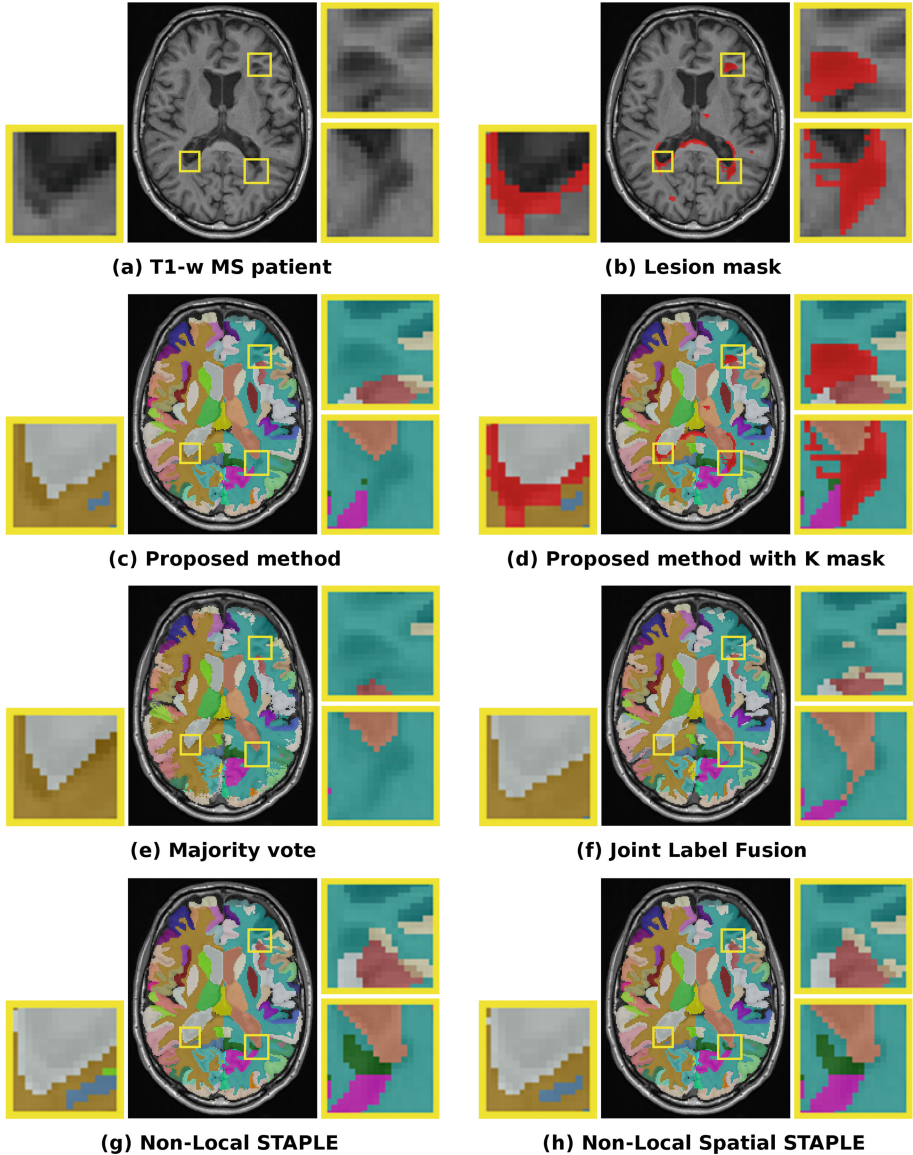 (a) T1-w MS patient
(b) Lesion mask
(c) Proposed method
(d) Proposed method with K mask
(e) Majority vote
(f) Joint Label Fusion
(g) Non-Local STAPLE
(h) Non-Local Spatial STAPLE